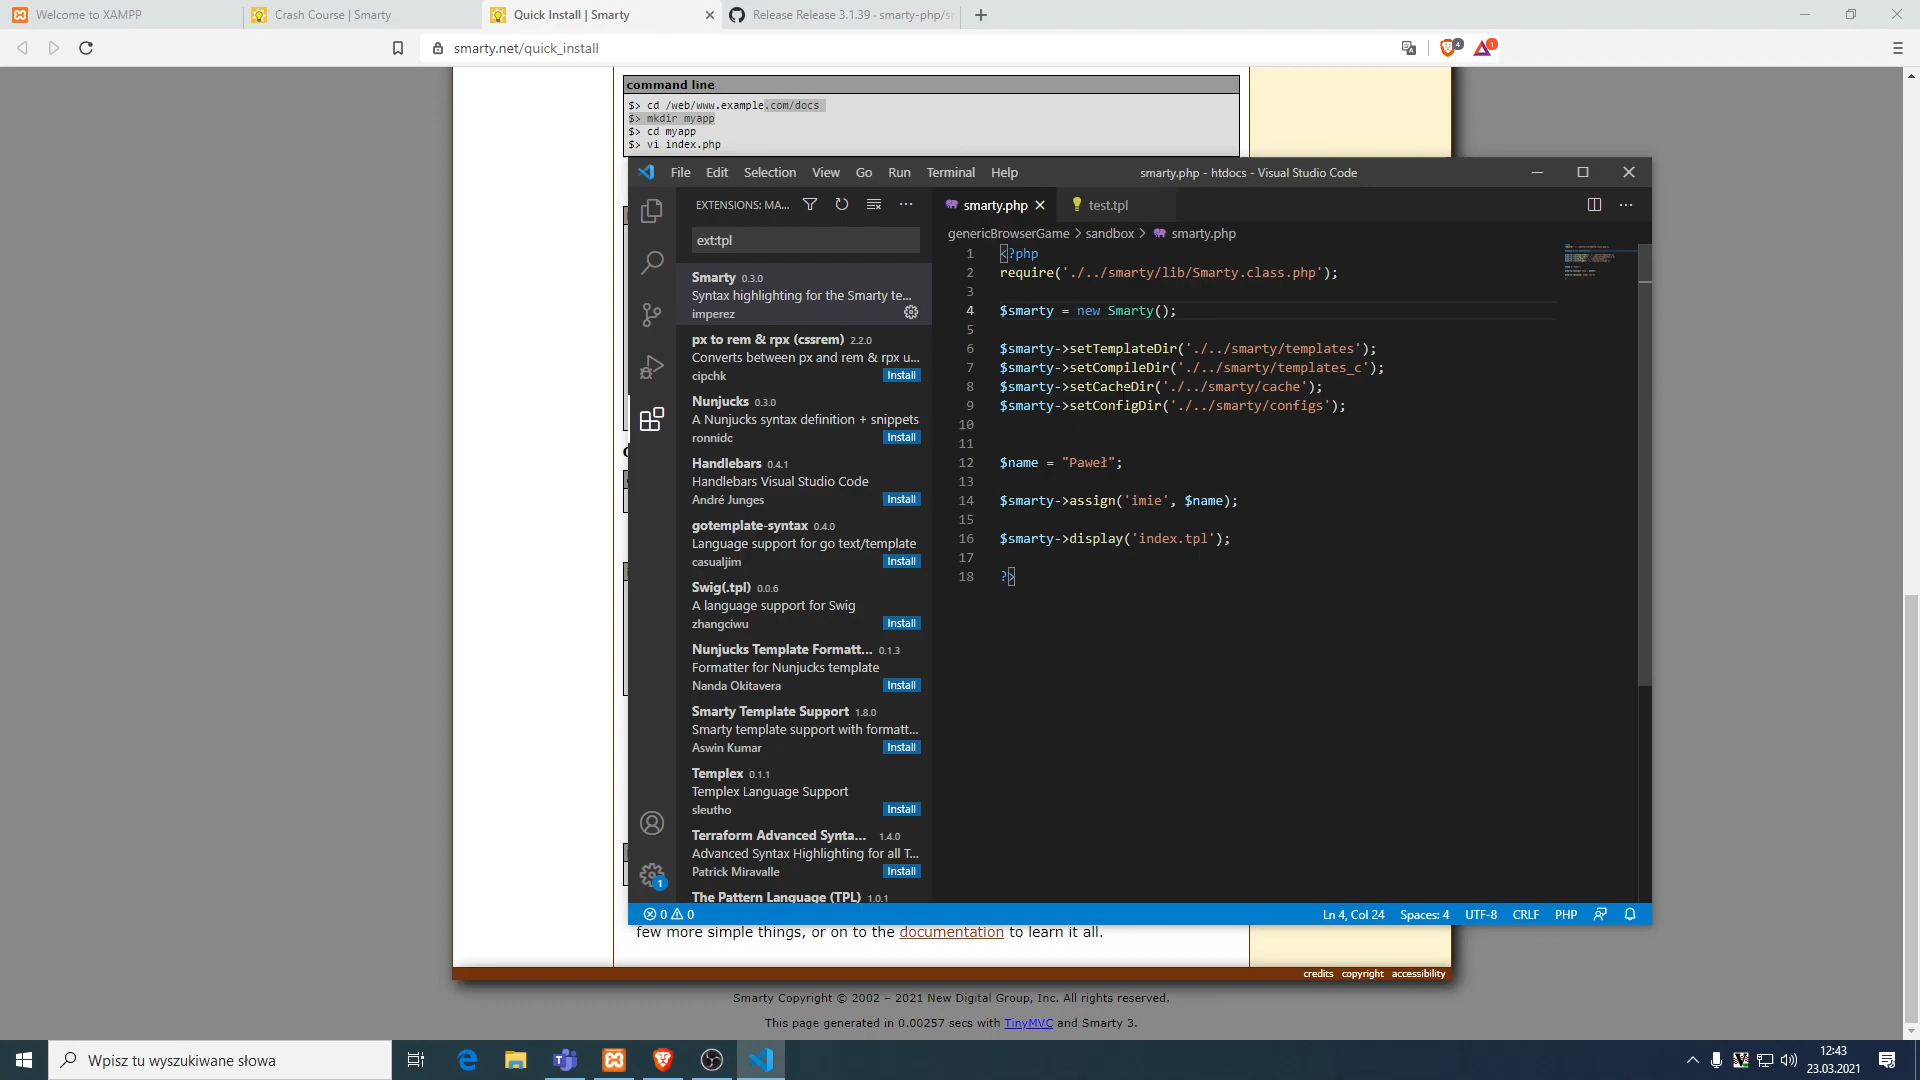 Welcome to XAMPP
Crash Course | Smarty
Quick Install | Smarty
Release Release 3.1.39 · smarty-php/s
smarty.net/quick_install
4
1
command line
$> cd /web/www.example.com/docs
$> mkdir myapp
$> cd myapp
$> vi index.php
File Edit Selection View Go Run Terminal Help
smarty.php - htdocs - Visual Studio Code
EXTENSIONS: MA...
ext:tpl
Smarty 0.3.0
Syntax highlighting for the Smarty te...
imperez
px to rem & rpx (cssrem) 2.2.0
Converts between px and rem & rpx u...
cipchk Install
Nunjucks 0.3.0
A Nunjucks syntax definition + snippets
ronnidc Install
Handlebars 0.4.1
Handlebars Visual Studio Code
André Junges Install
gotemplate-syntax 0.4.0
Language support for go text/template
casualjim Install
Swig(.tpl) 0.0.6
A language support for Swig
zhangciwu Install
Nunjucks Template Formatt... 0.1.3
Formatter for Nunjucks template
Nanda Okitavera Install
Smarty Template Support 1.8.0
Smarty template support with formatt...
Aswin Kumar Install
Templex 0.1.1
Templex Language Support
sleutho Install
Terraform Advanced Synta... 1.4.0
Advanced Syntax Highlighting for all T...
Patrick Miravalle Install
The Pattern Language (TPL) 1.0.1
1
smarty.php
test.tpl
genericBrowserGame > sandbox > smarty.php
1 <?php
2 require('./../smarty/lib/Smarty.class.php');
3
4 $smarty = new Smarty();
5
6 $smarty->setTemplateDir('./../smarty/templates');
7 $smarty->setCompileDir('./../smarty/templates_c');
8 $smarty->setCacheDir('./../smarty/cache');
9 $smarty->setConfigDir('./../smarty/configs');
10
11
12 $name = "Paweł";
13
14 $smarty->assign('imie', $name);
15
16 $smarty->display('index.tpl');
17
18 ?>
0 0
Ln 4, Col 24 Spaces: 4 UTF-8 CRLF PHP
few more simple things, or on to the documentation to learn it all.
credits copyright accessibility
Smarty Copyright © 2002 – 2021 New Digital Group, Inc. All rights reserved.
This page generated in 0.00257 secs with TinyMVC and Smarty 3.
Wpisz tu wyszukiwane słowa
12:43
23.03.2021